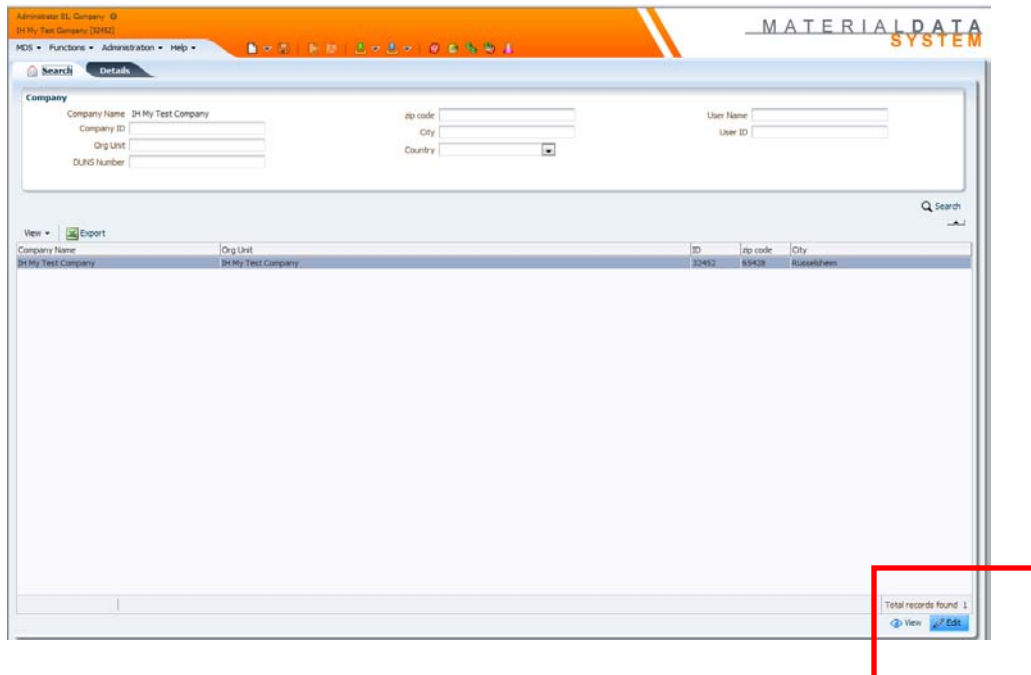 Administrator BL Company
IH My Test Company [32452]
MATERIALDATA
SYSTEM
MDS Functions Administration Help
Search Details
Company
Company Name IH My Test Company zip code User Name
Company ID City User ID
Org Unit Country
DUNS Number
Search
View Export
Company Name Org Unit ID zip code City
IH My Test Company IH My Test Company 32452 65428 Rüsselsheim
Total records found 1
View Edit